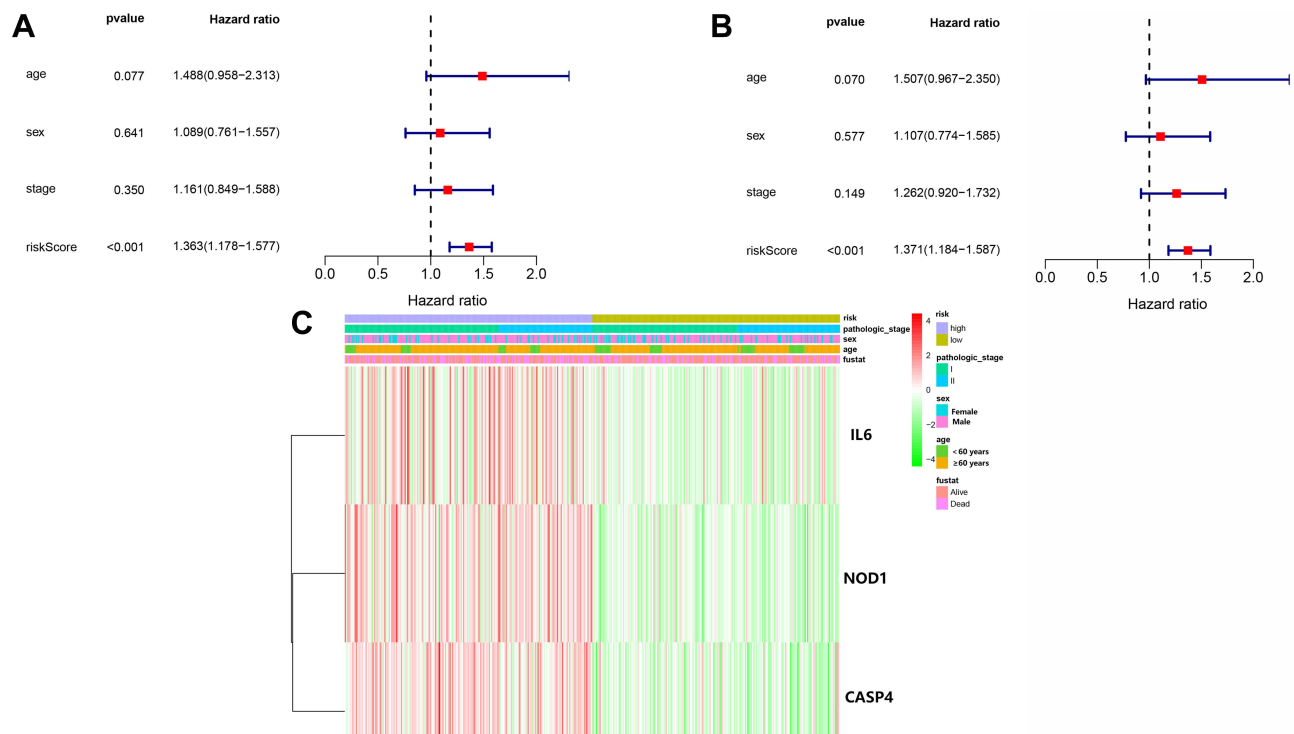 A
pvalue Hazard ratio
age 0.077 1.488(0.958−2.313)
sex 0.641 1.089(0.761−1.557)
stage 0.350 1.161(0.849−1.588)
riskScore <0.001 1.363(1.178−1.577)
0.0 0.5 1.0 1.5 2.0
Hazard ratio
B
pvalue Hazard ratio
age 0.070 1.507(0.967−2.350)
sex 0.577 1.107(0.774−1.585)
stage 0.149 1.262(0.920−1.732)
riskScore <0.001 1.371(1.184−1.587)
0.0 0.5 1.0 1.5 2.0
Hazard ratio
C
risk
pathologic_stage
sex
age
fustat
IL6
NOD1
CASP4
4
2
0
−2
−4
risk
high
low
pathologic_stage
I
II
sex
Female
Male
age
<60 years
≥60 years
fustat
Alive
Dead